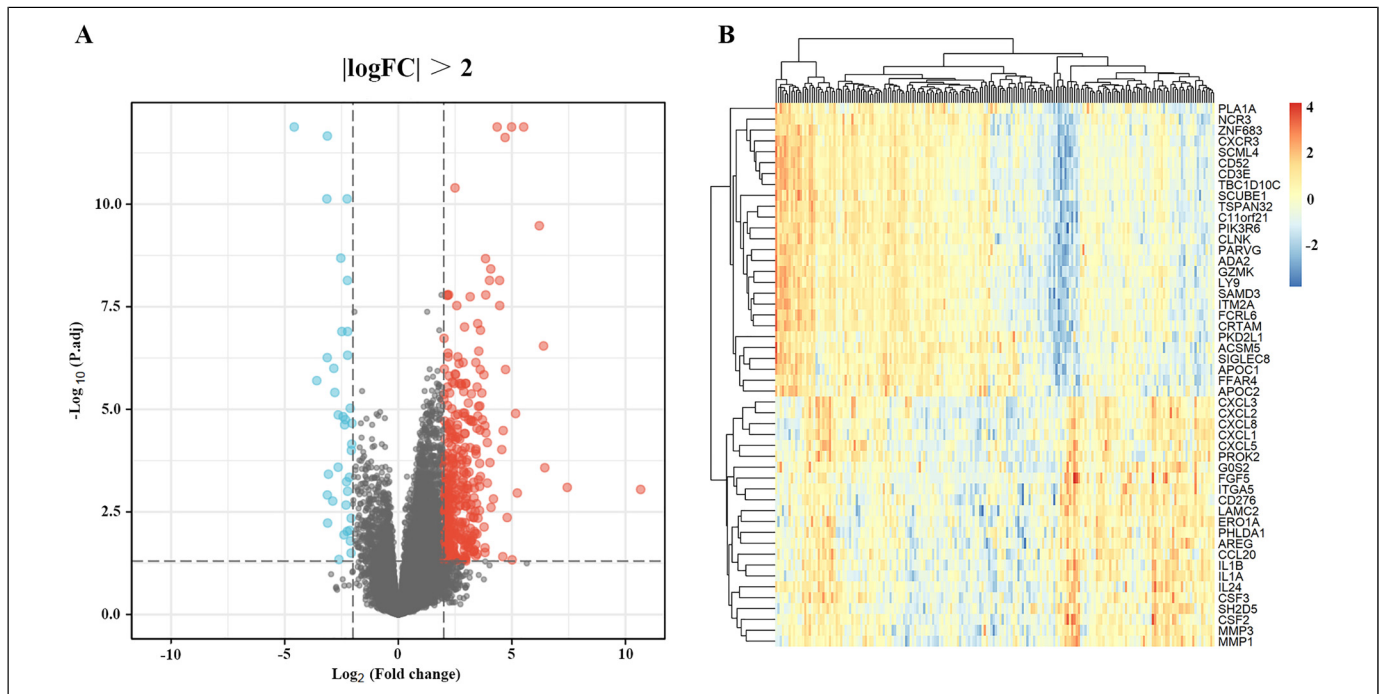 A
|logFC| > 2
10.0
7.5
5.0
2.5
0.0
-Log 10 (P.adj)
-10
-5
0
5
10
Log2 (Fold change)
B
PLA1A
NCR3
ZNF683
CXCR3
SCML4
CD52
CD3E
TBC1D10C
SCUBE1
TSPAN32
C11orf21
PIK3R6
CLNK
PARVG
ADA2
GZMK
LY9
SAMD3
ITM2A
FCRL6
CRTAM
PKD2L1
ACSM5
SIGLEC8
APOC1
FFAR4
APOC2
CXCL3
CXCL2
CXCL8
CXCL1
CXCL5
PROK2
G0S2
FGF5
ITGA5
CD276
LAMC2
ERO1A
PHLDA1
AREG
CCL20
IL1B
IL1A
IL24
CSF3
SH2D5
CSF2
MMP3
MMP1
4
2
0
-2